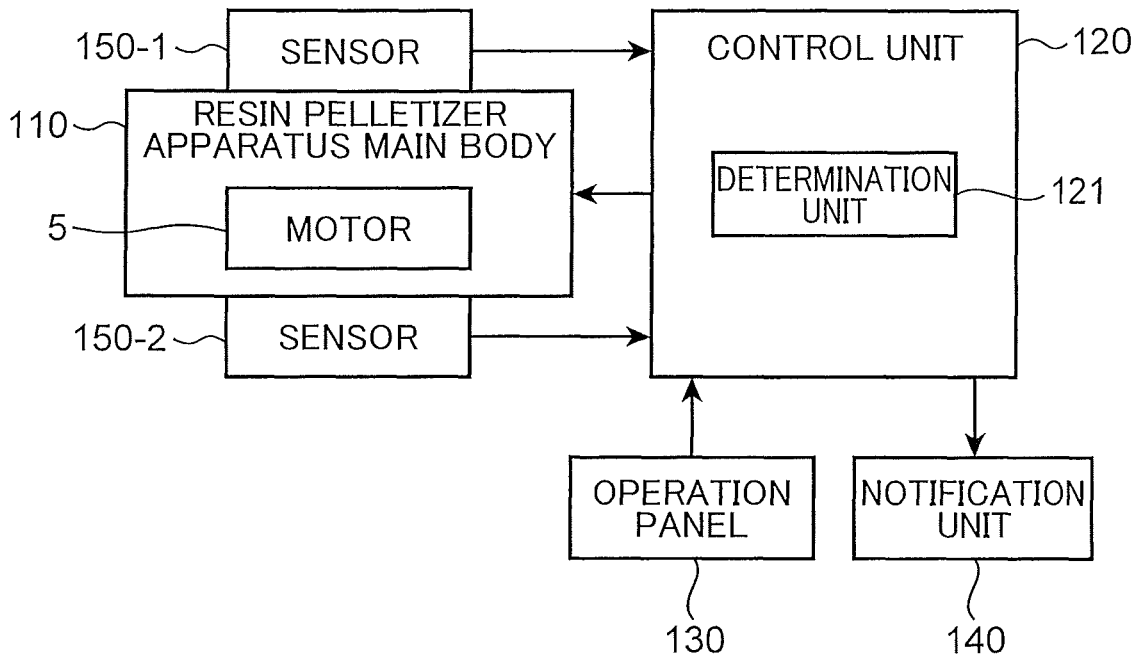 150-1
SENSOR
CONTROL UNIT
120
110
RESIN PELLETIZER
APPARATUS MAIN BODY
DETERMINATION
UNIT
121
5
MOTOR
150-2
SENSOR
OPERATION
PANEL
NOTIFICATION
UNIT
130
140